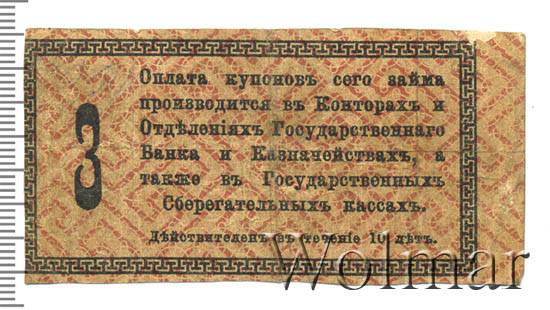 3
Оплата купоновъ сего займа
производится въ Конторахъ и
Отдѣленіяхъ Государственнаго
Банка и Казначействахъ, а
также въ Государственныхъ
Сберегательныхъ кассахъ.
Дѣйствителенъ въ теченіе 10 лѣтъ.
Wolmar